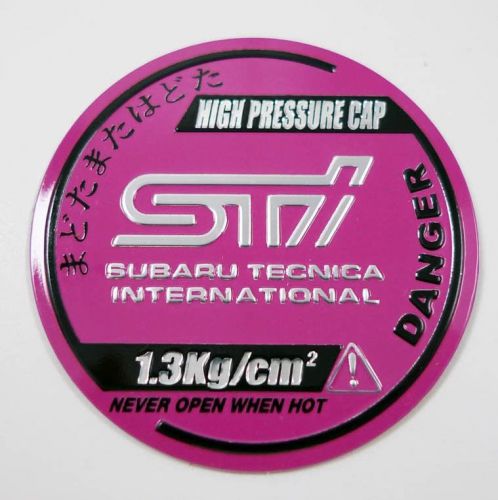 HIGH PRESSURE CAP
まどたまたはどた
STi
SUBARU TECNICA
INTERNATIONAL
DANGER
1.3Kg/cm²
NEVER OPEN WHEN HOT